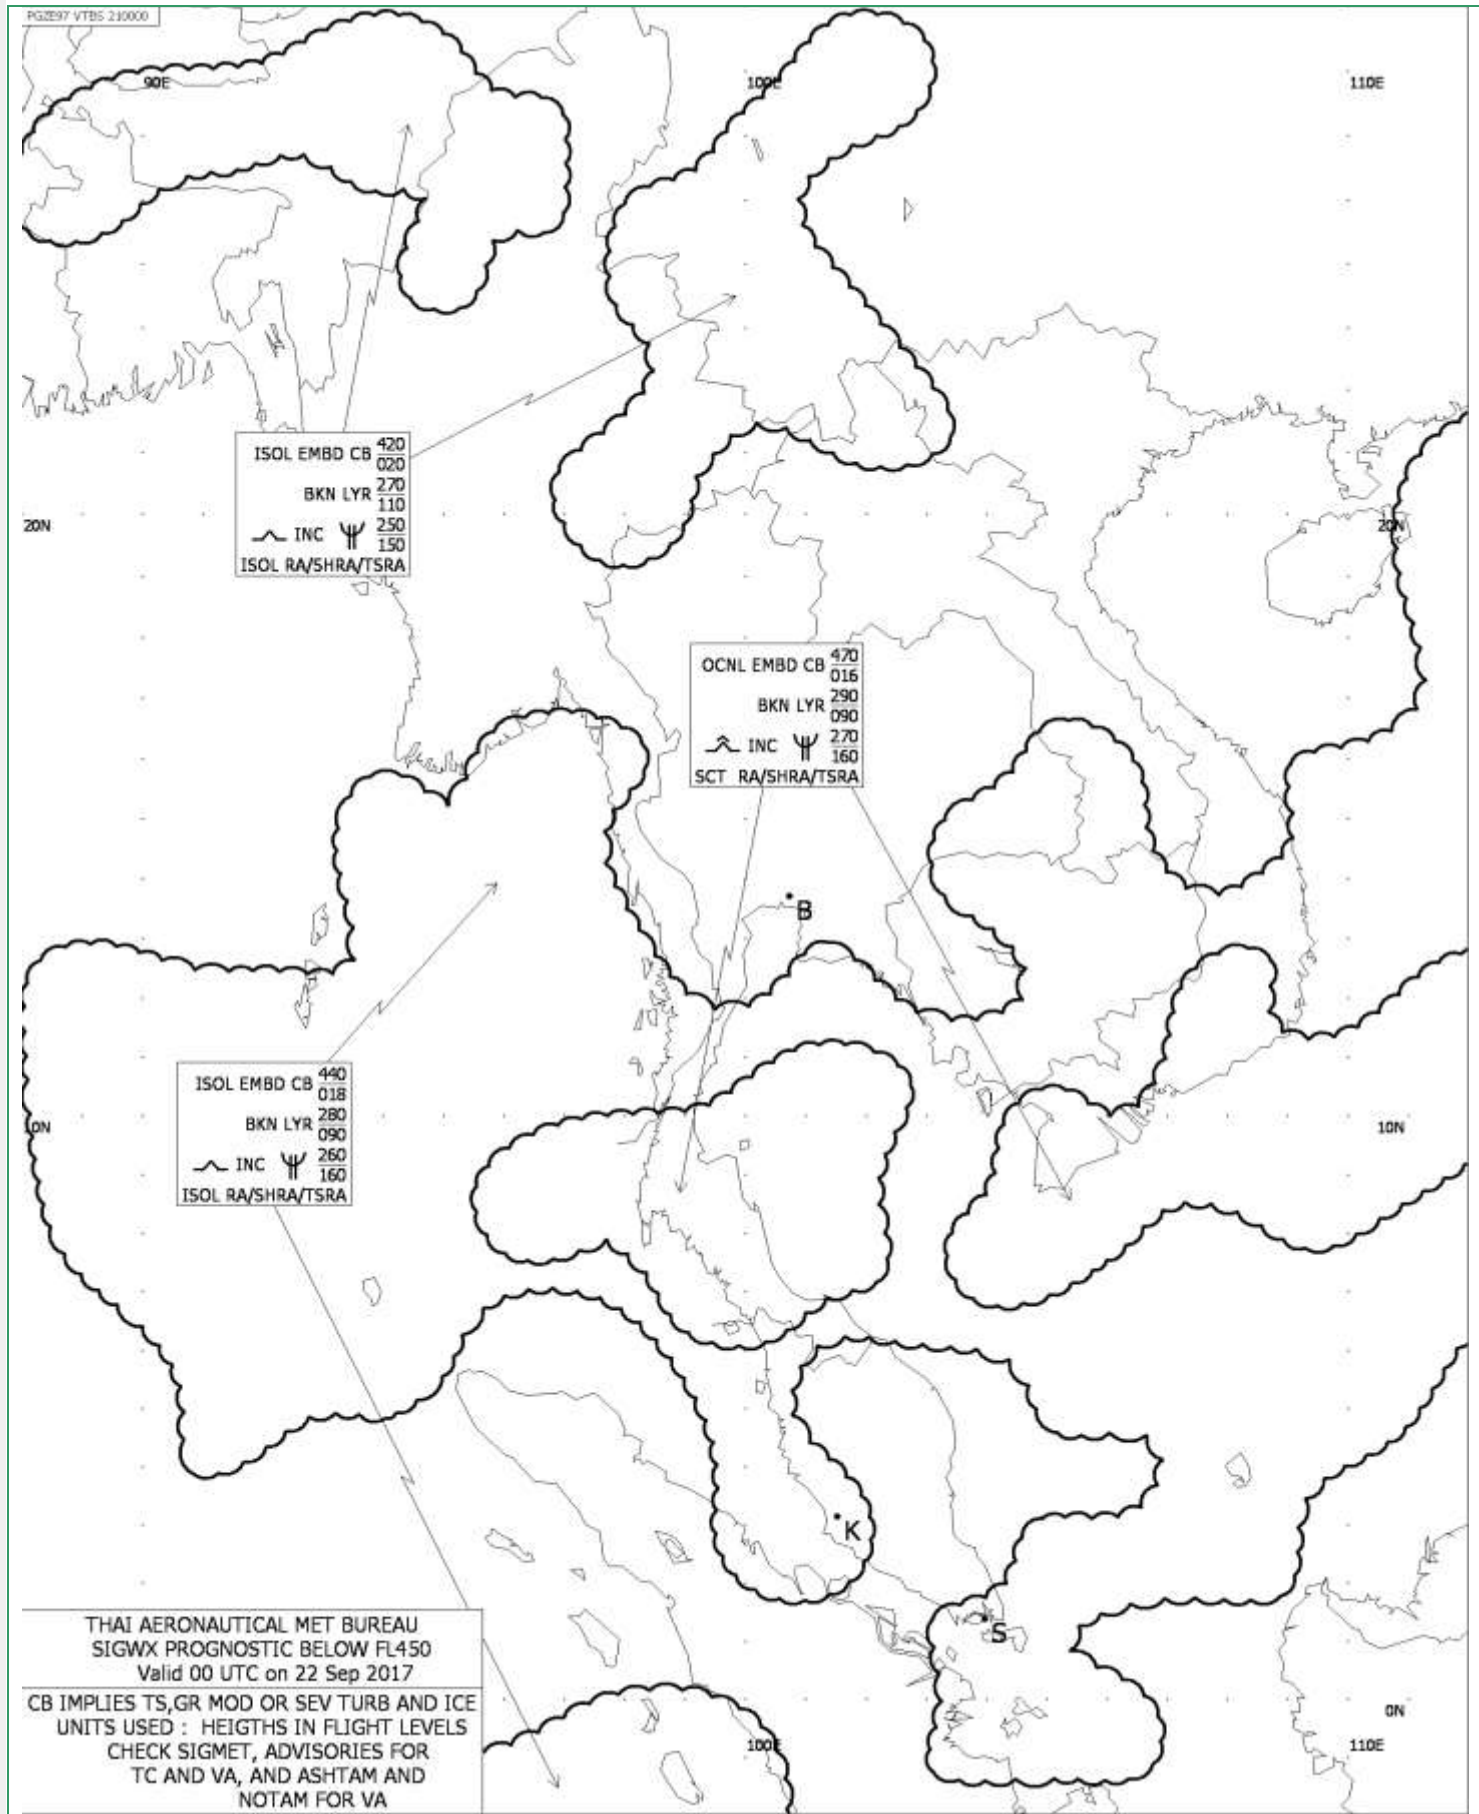 PGZE97 VTBS 210000
90E
100E
110E
ISOL EMBD CB 420
020
BKN LYR 270
110
INC 250
150
ISOL RA/SHRA/TSRA
20N
20N
OCNL EMBD CB 470
016
BKN LYR 290
090
INC 270
160
SCT RA/SHRA/TSRA
B
ISOL EMBD CB 440
018
BKN LYR 280
090
INC 260
160
ISOL RA/SHRA/TSRA
0N
10N
K
S
THAI AERONAUTICAL MET BUREAU
SIGWX PROGNOSTIC BELOW FL450
Valid 00 UTC on 22 Sep 2017
CB IMPLIES TS,GR MOD OR SEV TURB AND ICE
UNITS USED : HEIGTHS IN FLIGHT LEVELS
CHECK SIGMET, ADVISORIES FOR
TC AND VA, AND ASHTAM AND
NOTAM FOR VA
0N
100E
110E